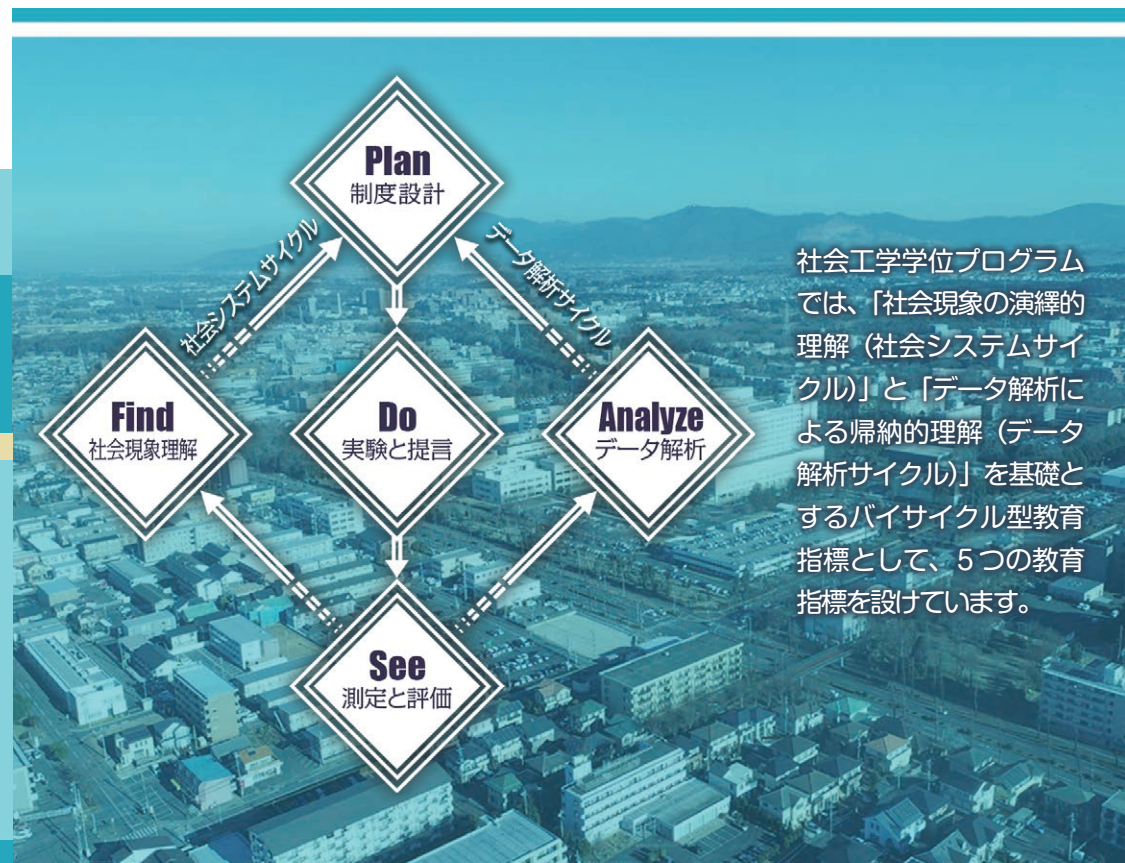 Plan
制度設計
社会システムサイクル
データ解析サイクル
Find
社会現象理解
Do
実験と提言
Analyze
データ解析
See
測定と評価
社会工学学位プログラム
では、「社会現象の演繹的
理解（社会システムサイ
クル）」と「データ解析に
よる帰納的理解（データ
解析サイクル）」を基礎と
するバイサイクル型教育
指標として、5つの教育
指標を設けています。